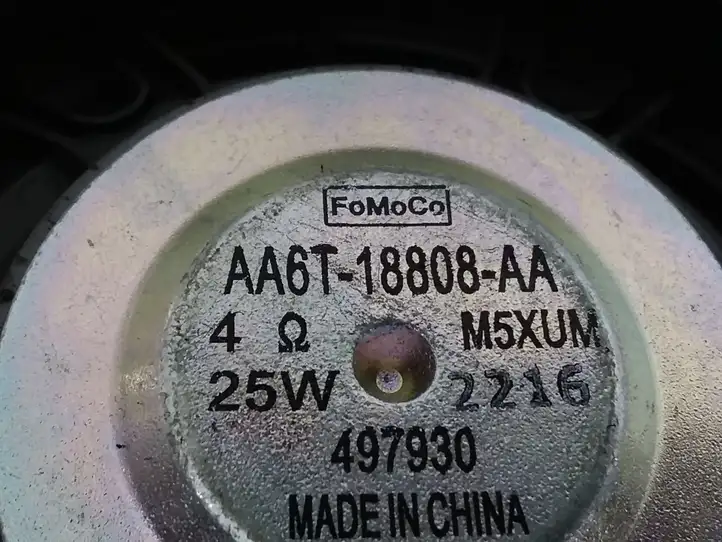 FoMoCo
AA6T-18808-AA
4 Ω M5XUM
25W 2216
497930
MADE IN CHINA